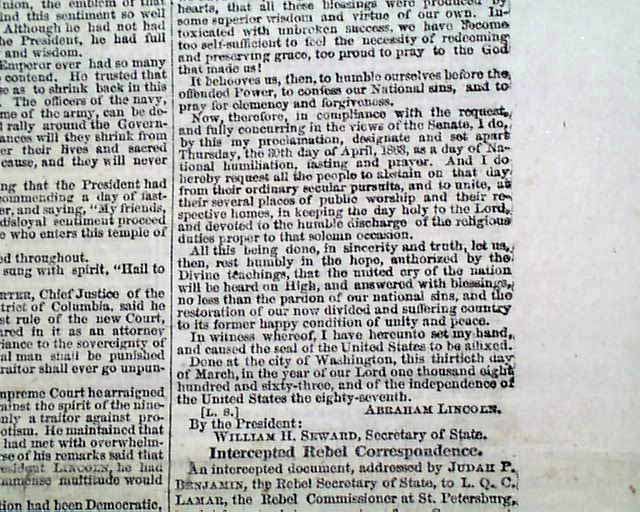 nion, the emblem of that
ind this sentiment so well
Although he had not had
he President, he had full
and wisdom.
Emperor ever had so many
contend. He trusted that
se as to shrink back in this
The officers of the navy,
me of the army, can be de-
l rally around the Govern-
ances will they shrink from
er their lives and sacred
cause, and they will never
ng that the President had
commending a day of fast-
er, and saying, "My friends,
disloyal sentiment proceed
e who enters this temple of
ed throughout.
sung with spirit, "Hail to
RTER, Chief Justice of the
trict of Columbia, said he
st rule of the new Court,
ared in it as an attorney
iance to the sovereignty of
al man shall be punished
raitor shall ever go unpun-
upreme Court he arraigned
ainst the spirit of the nine-
nly a traitor against pro-
otism. He maintained that
had met with overwhelm-
rse of his remarks said that
esident LINCOLN, he had
mmense multitude would
tion had been Democratic,
hearts, that all these blessings were produced by
some superior wisdom and virtue of our own. In-
toxicated with unbroken success, we have become
too self-sufficient to feel the necessity of redeeming
and preserving grace, too proud to pray to the God
that made us!
It behooves us, then, to humble ourselves before the
offended Power, to confess our National sins, and to
pray for clemency and forgiveness.
Now, therefore, in compliance with the request,
and fully concurring in the views of the Senate, I do,
by this my proclamation, designate and set apart
Thursday, the 30th day of April, 1863, as a day of Na-
tional humiliation, fasting and prayer. And I do
hereby request all the people to abstain on that day
from their ordinary secular pursuits, and to unite, at
their several places of public worship and their re-
spective homes, in keeping the day holy to the Lord,
and devoted to the humble discharge of the religious
duties proper to that solemn occasion.
All this being done, in sincerity and truth, let us,
then, rest humbly in the hope, authorized by the
Divine teachings, that the united cry of the nation
will be heard on High, and answered with blessings,
no less than the pardon of our national sins, and the
restoration of our now divided and suffering country
to its former happy condition of unity and peace.
In witness whereof, I have hereunto set my hand,
and caused the seal of the United States to be affixed.
Done at the city of Washington, this thirtieth day
of March, in the year of our Lord one thousand eight
hundred and sixty-three, and of the independence of
the United States the eighty-seventh.
[L. S.] ABRAHAM LINCOLN.
By the President:
WILLIAM H. SEWARD, Secretary of State.
Intercepted Rebel Correspondence.
An intercepted document, addressed by JUDAH P.
BENJAMIN, the Rebel Secretary of State, to L. Q. C.
LAMAR, the Rebel Commissioner at St. Petersburg,